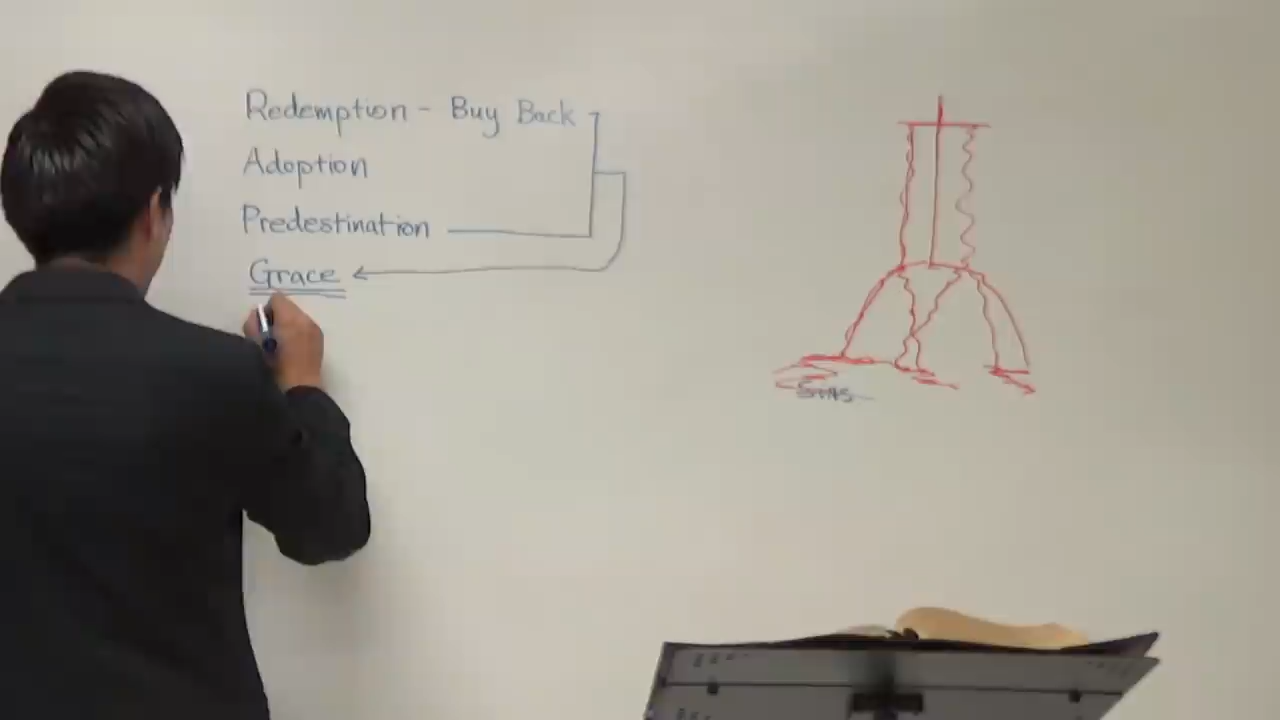 Redemption - Buy Back
Adoption
Predestination
Grace
Sins